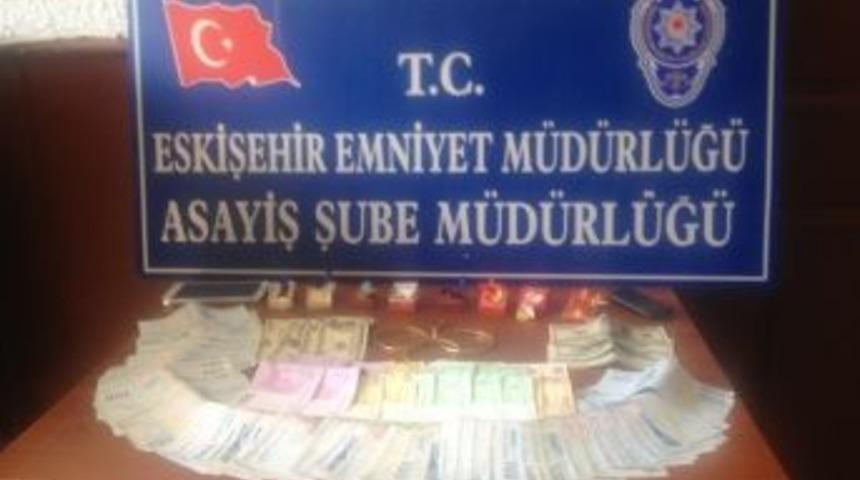 T.C.
ESKİŞEHİR EMNİYET MÜDÜRLÜĞÜ
ASAYİŞ ŞUBE MÜDÜRLÜĞÜ